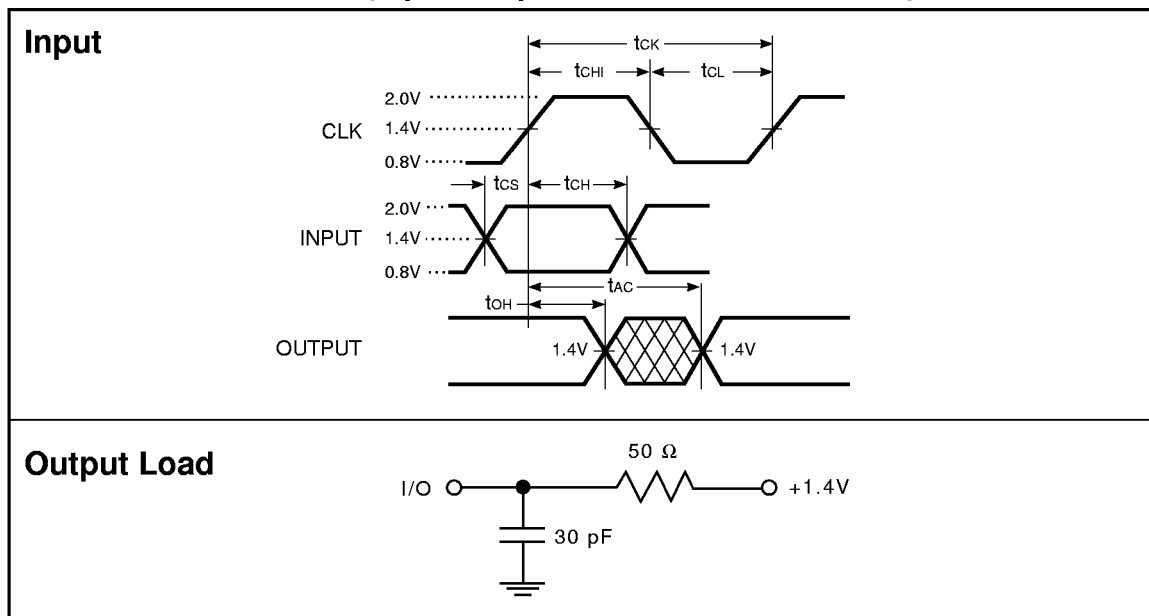 Input
tCK
tCHI
tCL
2.0V
CLK
1.4V
0.8V
tCS
tCH
2.0V
INPUT
1.4V
0.8V
tAC
tOH
OUTPUT
1.4V
1.4V
Output Load
50 Ω
I/O
+1.4V
30 pF